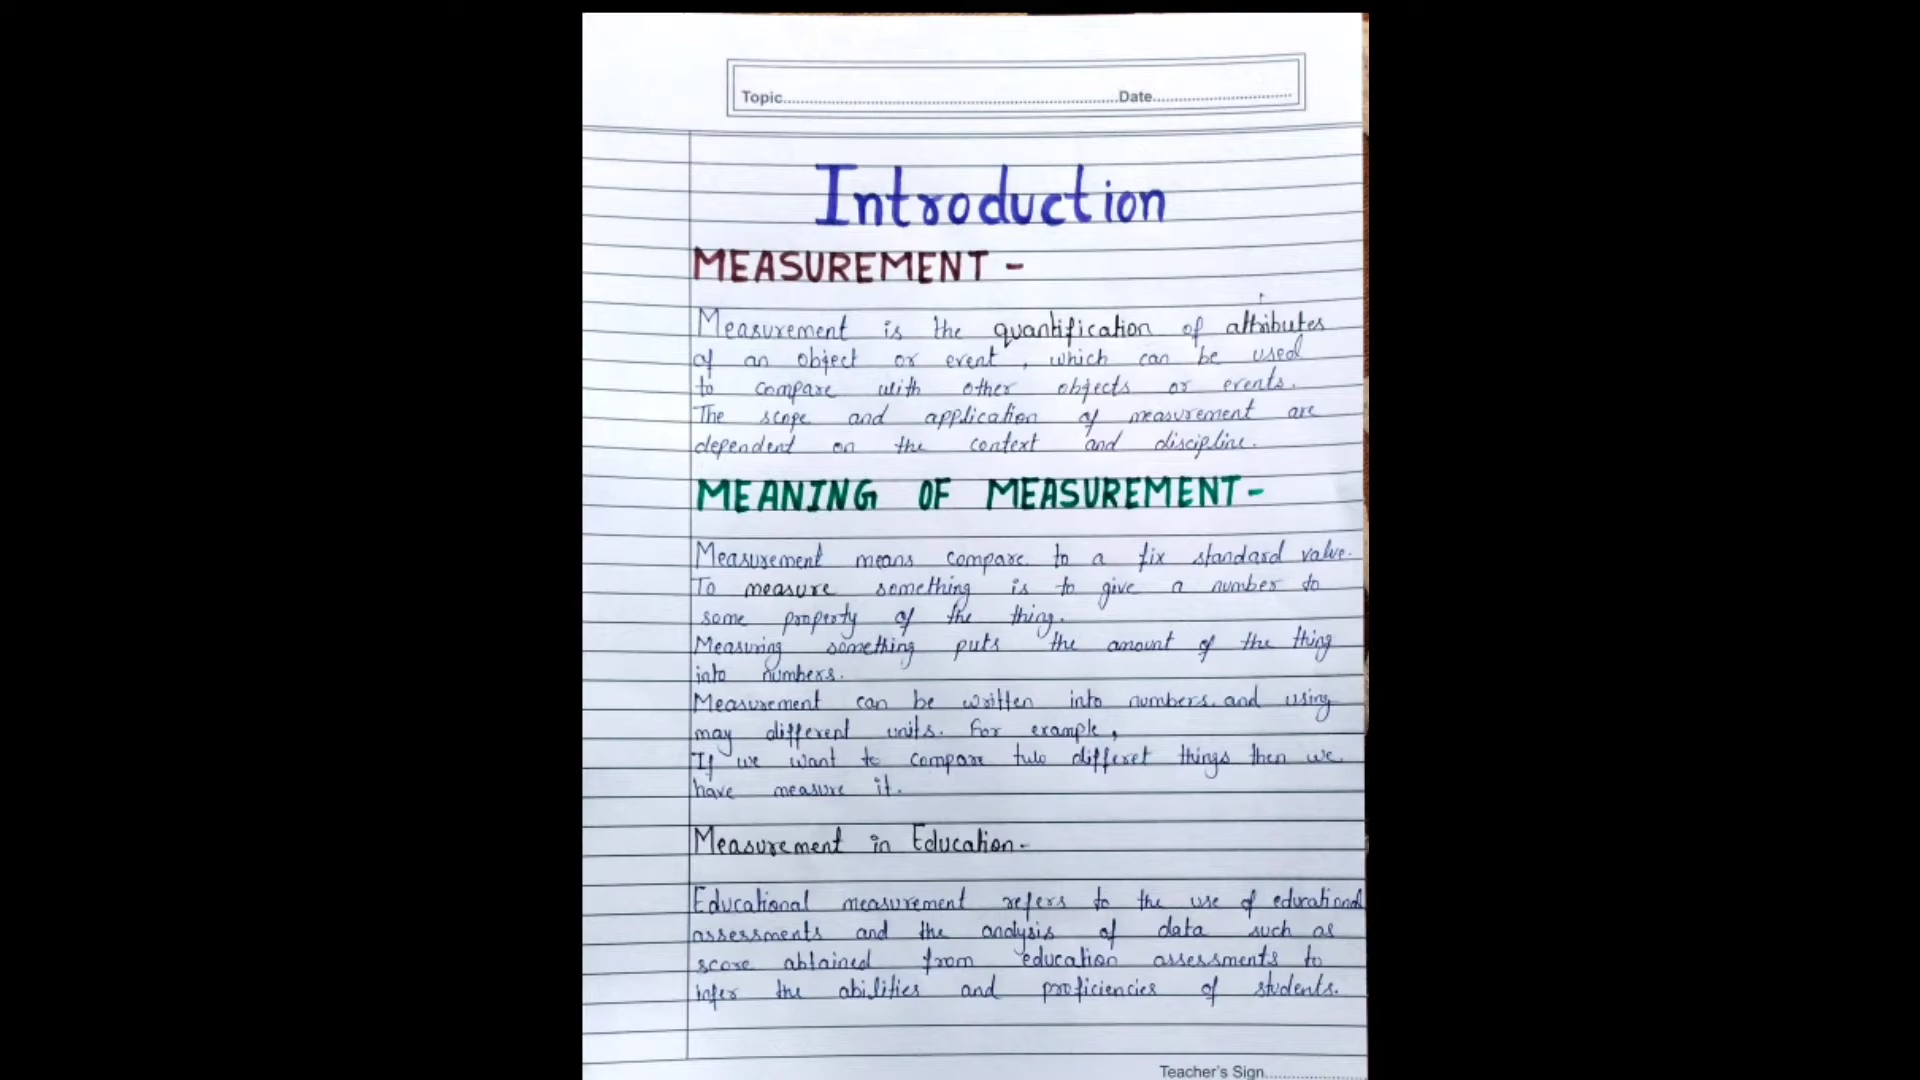 Topic..........Date..........
Introduction
MEASUREMENT -
Measurement is the quantification of attributes
of an object or event, which can be used
to compare with other objects or events.
The scope and application of measurement are
dependent on the context and discipline.
MEANING OF MEASUREMENT -
Measurement means compare to a fix standard value.
To measure something is to give a number to
some property of the thing.
Measuring something puts the amount of the thing
into numbers.
Measurement can be written into numbers and using
may different units. For example,
If we want to compare two differet things then we
have measure it.
Measurement in Education -
Educational measurement refers to the use of educational
assessments and the analysis of data such as
score abtained from education assessments to
infer the abilities and proficiencies of students.
Teacher's Sign..........